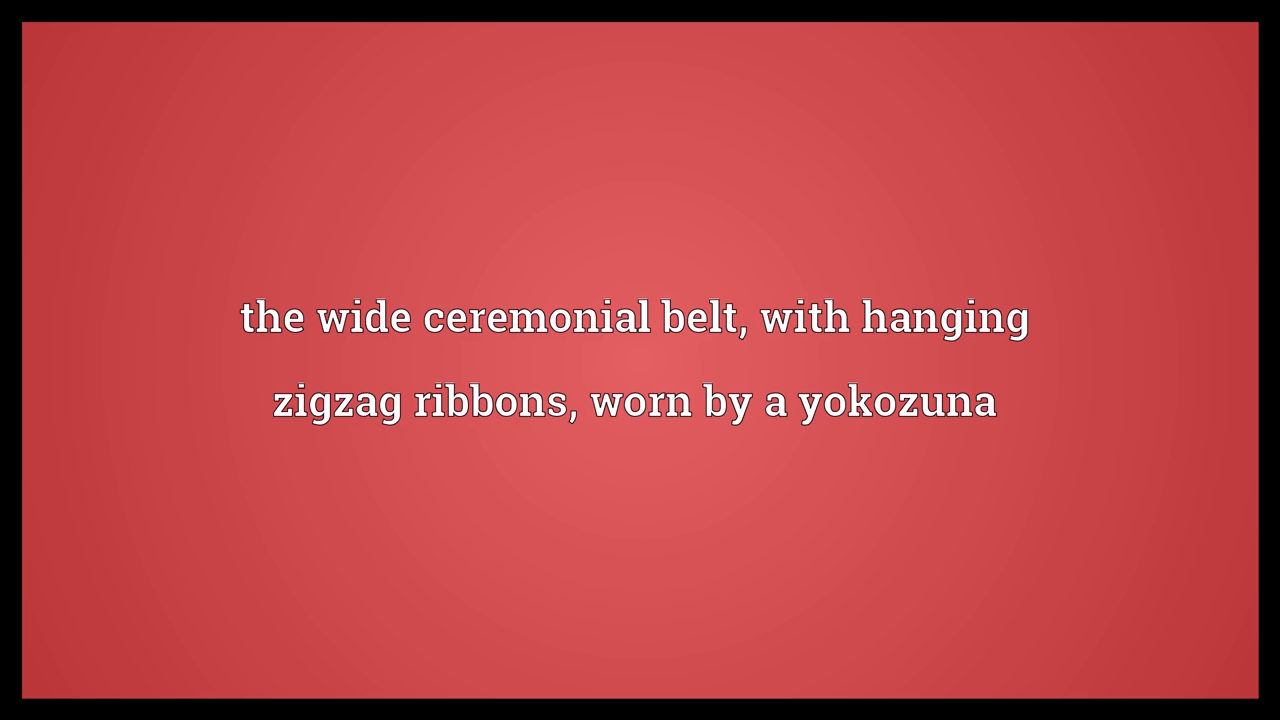 the wide ceremonial belt, with hanging
zigzag ribbons, worn by a yokozuna